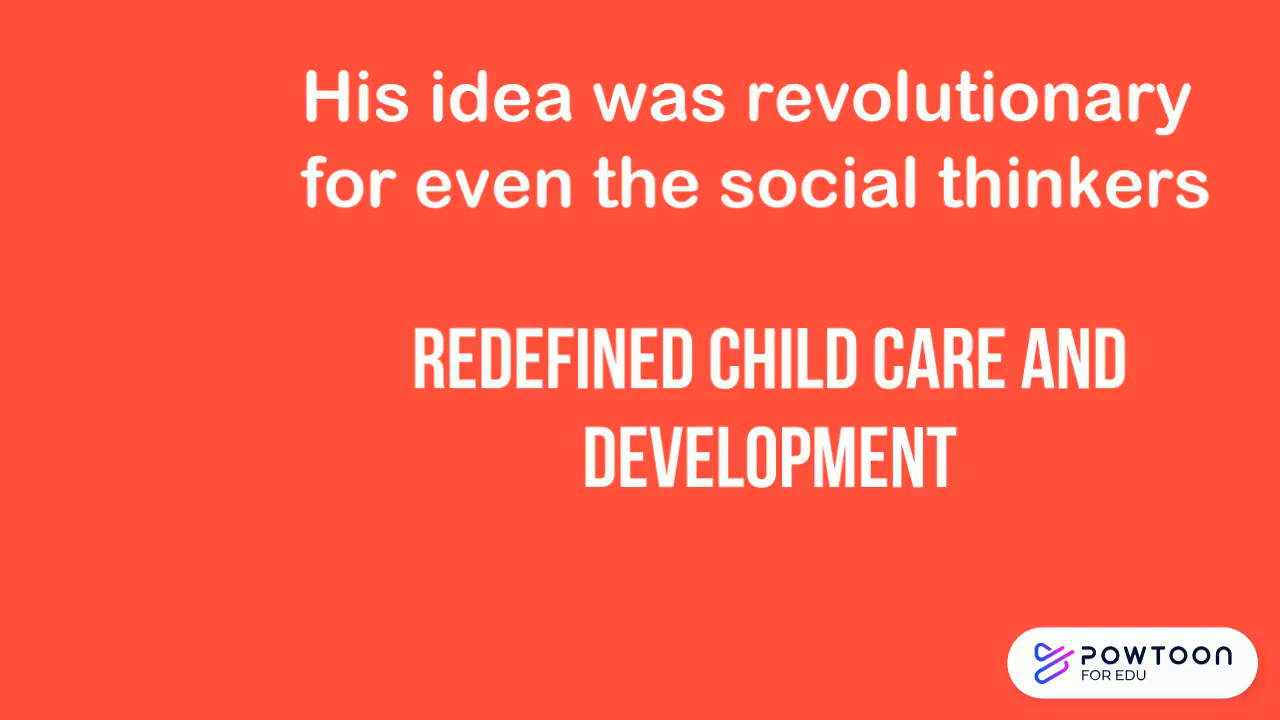 His idea was revolutionary
for even the social thinkers
REDEFINED CHILD CARE AND
DEVELOPMENT
POWTOON
FOR EDU